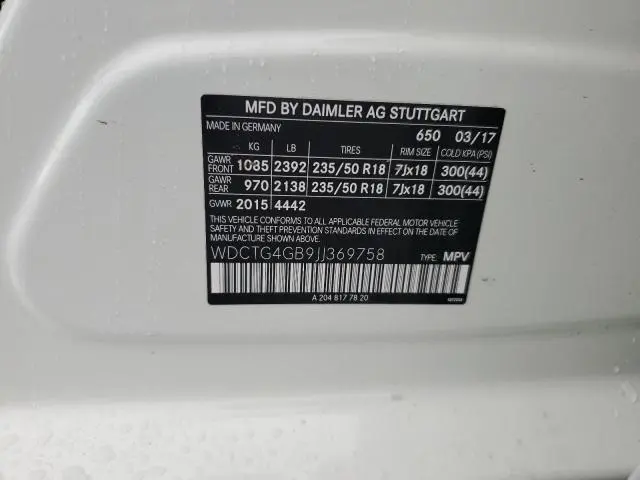 MFD BY DAIMLER AG STUTTGART
MADE IN GERMANY 650 03/17
KG LB TIRES RIM SIZE COLD KPA (PSI)
GAWR FRONT 1085 2392 235/50 R18 7Jx18 300(44)
GAWR REAR 970 2138 235/50 R18 7Jx18 300(44)
GVWR 2015 4442
THIS VEHICLE CONFORMS TO ALL APPLICABLE FEDERAL MOTOR VEHICLE
SAFETY AND THEFT PREVENTION STANDARDS IN EFFECT ON THE DATE
OF MANUFACTURE SHOWN ABOVE.
WDCTG4GB9JJ369758 TYPE: MPV
A 204 817 78 20